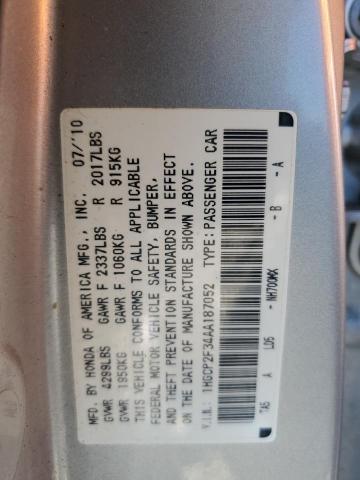 MFD. BY HONDA OF AMERICA MFG., INC. 07/'10
GVWR 4299LBS GAWR F 2337LBS R 2017LBS
GVWR 1950KG GAWR F 1060KG R 915KG
THIS VEHICLE CONFORMS TO ALL APPLICABLE
FEDERAL MOTOR VEHICLE SAFETY, BUMPER,
AND THEFT PREVENTION STANDARDS IN EFFECT
ON THE DATE OF MANUFACTURE SHOWN ABOVE.
V.I.N.: 1HGCP2F34AA187052 TYPE:PASSENGER CAR
TA5 A LD5 - NH700MX - B - A